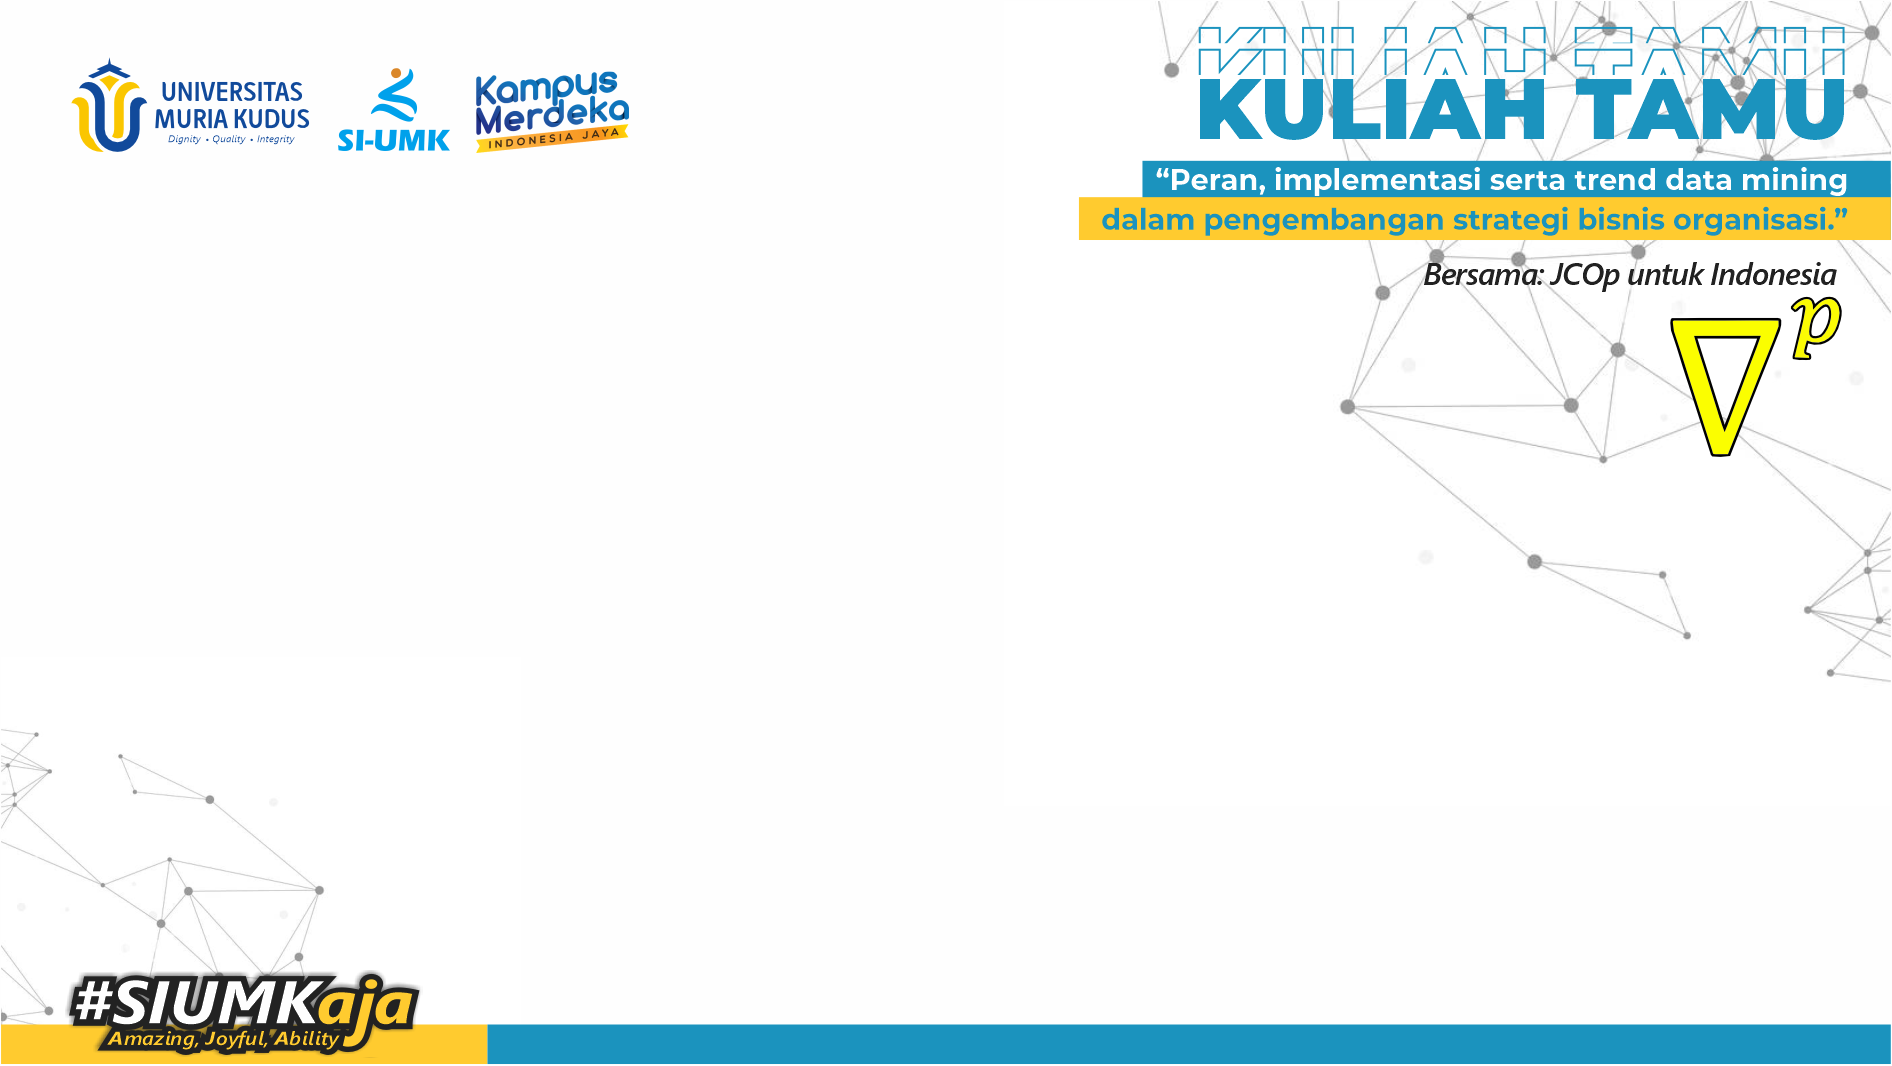 UNIVERSITAS
MURIA KUDUS
Dignity • Quality • Integrity
SI-UMK
Kampus
Merdeka
INDONESIA JAYA
KULIAH TAMU
KULIAH TAMU
“Peran, implementasi serta trend data mining
dalam pengembangan strategi bisnis organisasi.”
Bersama: JCOp untuk Indonesia
∇p
#SIUMKaja
Amazing, Joyful, Ability